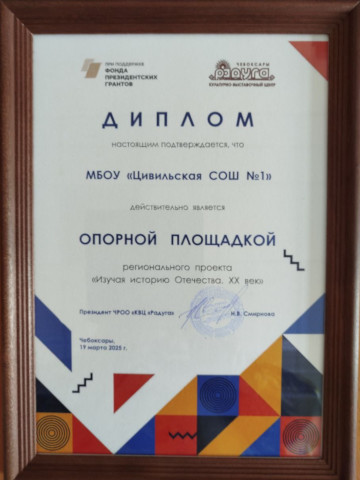 ПРИ ПОДДЕРЖКЕ
ФОНДА
ПРЕЗИДЕНТСКИХ
ГРАНТОВ
ЧЕБОКСАРЫ
РАДУГА
КУЛЬТУРНО-ВЫСТАВОЧНЫЙ ЦЕНТР
ДИПЛОМ
настоящим подтверждается, что
МБОУ «Цивильская СОШ №1»
действительно является
ОПОРНОЙ ПЛОЩАДКОЙ
регионального проекта
«Изучая историю Отечества. XX век»
Президент ЧРОО «КВЦ «Радуга»
Н.В. Смирнова
Чебоксары,
19 марта 2025 г.